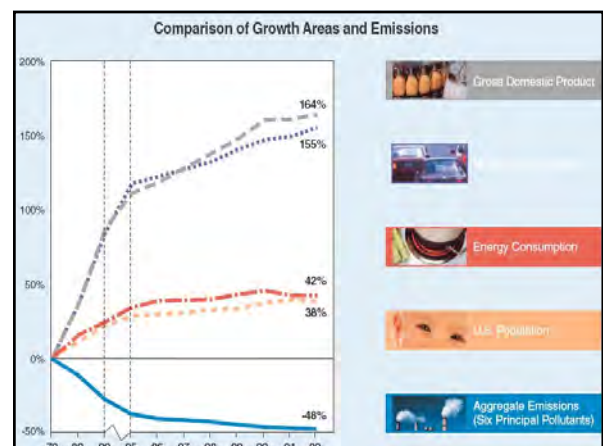 Comparison of Growth Areas and Emissions
200%
150%
100%
50%
0%
-50%
164%
155%
42%
38%
-48%
Gross Domestic Product
Energy Consumption
U.S. Population
Aggregate Emissions
(Six Principal Pollutants)